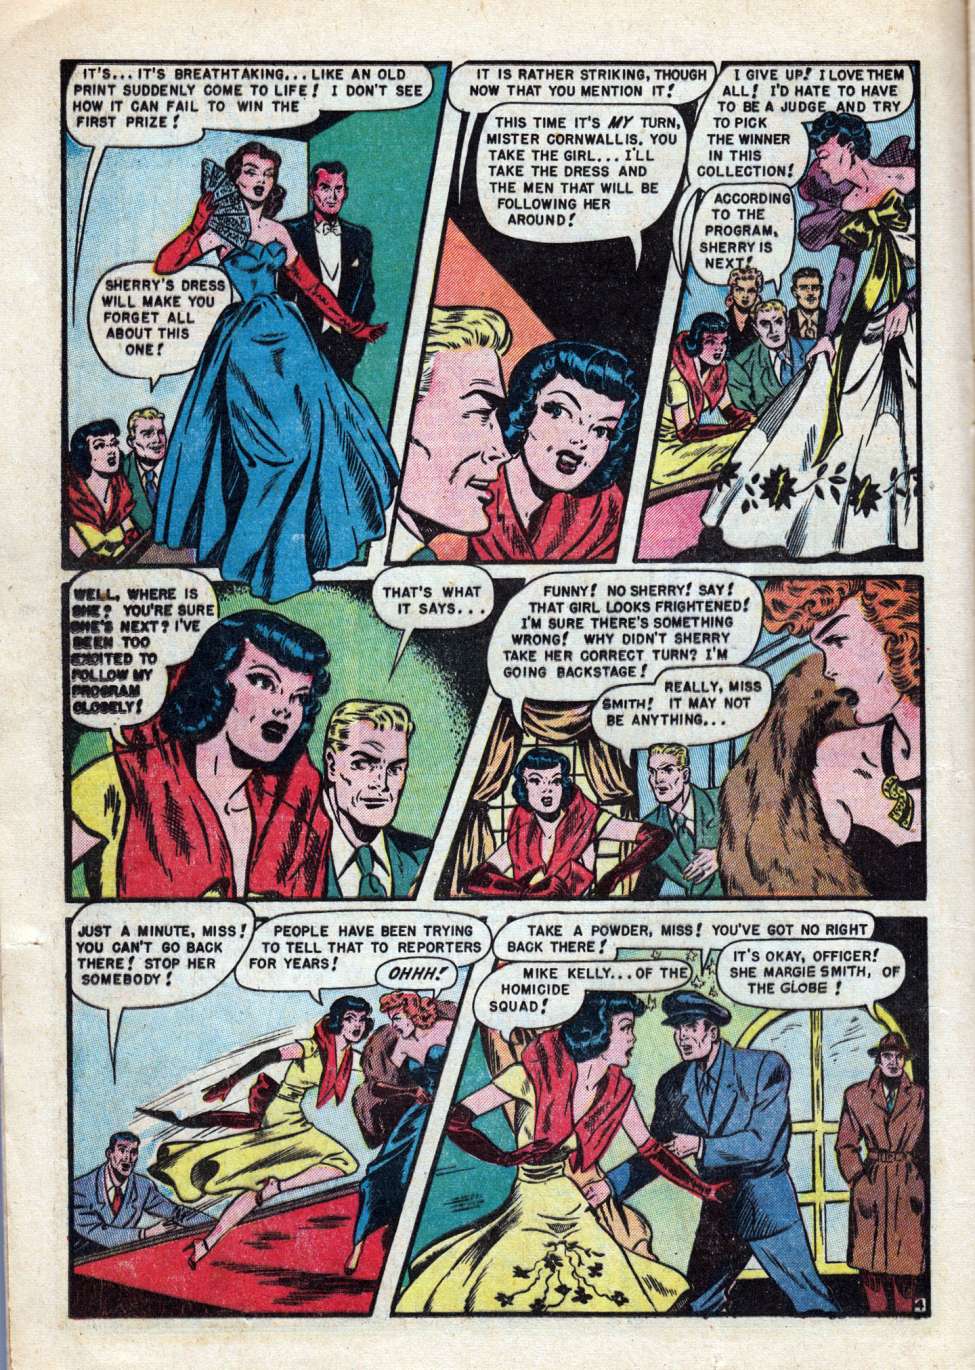 IT'S... IT'S BREATHTAKING... LIKE AN OLD
PRINT SUDDENLY COME TO LIFE! I DON'T SEE
HOW IT CAN FAIL TO WIN THE
FIRST PRIZE!
SHERRY'S DRESS
WILL MAKE YOU
FORGET ALL
ABOUT THIS
ONE!
IT IS RATHER STRIKING, THOUGH
NOW THAT YOU MENTION IT!
THIS TIME IT'S MY TURN,
MISTER CORNWALLIS. YOU
TAKE THE GIRL... I'LL
TAKE THE DRESS AND
THE MEN THAT WILL BE
FOLLOWING HER
AROUND!
I GIVE UP! I LOVE THEM
ALL! I'D HATE TO HAVE
TO BE A JUDGE AND TRY
TO PICK
THE WINNER
IN THIS
COLLECTION!
ACCORDING
TO THE
PROGRAM,
SHERRY IS
NEXT!
WELL, WHERE IS
SHE? YOU'RE SURE
SHE'S NEXT? I'VE
BEEN TOO
EXCITED TO
FOLLOW MY
PROGRAM
CLOSELY!
THAT'S WHAT
IT SAYS...
FUNNY! NO SHERRY! SAY!
THAT GIRL LOOKS FRIGHTENED!
I'M SURE THERE'S SOMETHING
WRONG! WHY DIDN'T SHERRY
TAKE HER CORRECT TURN? I'M
GOING BACKSTAGE!
REALLY, MISS
SMITH! IT MAY NOT
BE ANYTHING...
JUST A MINUTE, MISS!
YOU CAN'T GO BACK
THERE! STOP HER
SOMEBODY!
PEOPLE HAVE BEEN TRYING
TO TELL THAT TO REPORTERS
FOR YEARS!
OHHH!
TAKE A POWDER, MISS! YOU'VE GOT NO RIGHT
BACK THERE!
MIKE KELLY... OF THE
HOMICIDE
SQUAD!
IT'S OKAY, OFFICER!
SHE MARGIE SMITH, OF
THE GLOBE!
4